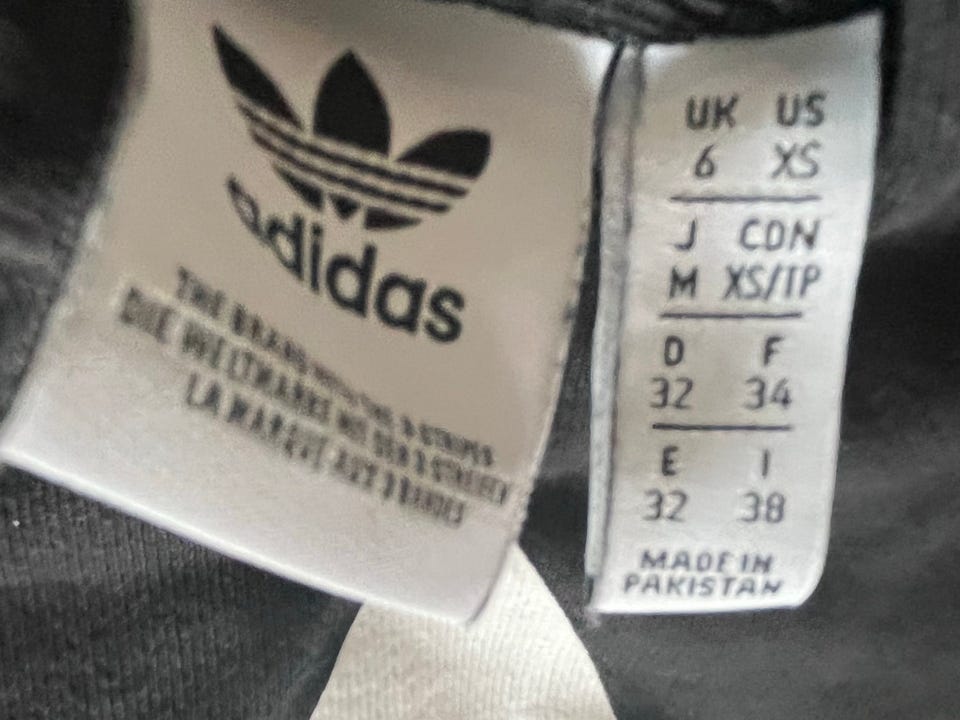 adidas
THE BRAND WITH THE 3 STRIPES
DIE WELTMARKE MIT DEN 3 STREIFEN
LA MARQUE AUX 3 BANDES
UK US
6 XS
J CDN
M XS/TP
D F
32 34
E I
32 38
MADE IN
PAKISTAN